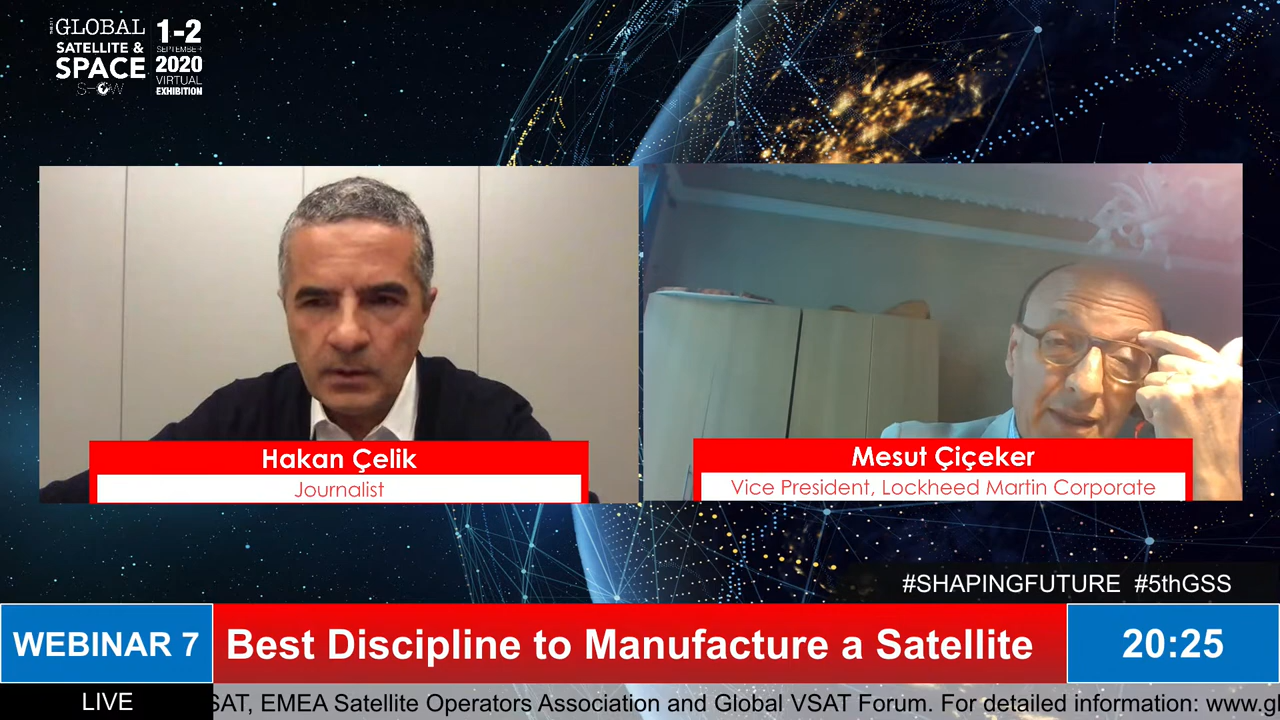 GLOBAL
SATELLITE &
SPACE
SHOW
1-2
SEPTEMBER
2020
VIRTUAL
EXHIBITION
Hakan Çelik
Journalist
Mesut Çiçeker
Vice President, Lockheed Martin Corporate
#SHAPINGFUTURE #5thGSS
WEBINAR 7
Best Discipline to Manufacture a Satellite
20:25
LIVE
SAT, EMEA Satellite Operators Association and Global VSAT Forum. For detailed information: www.gl